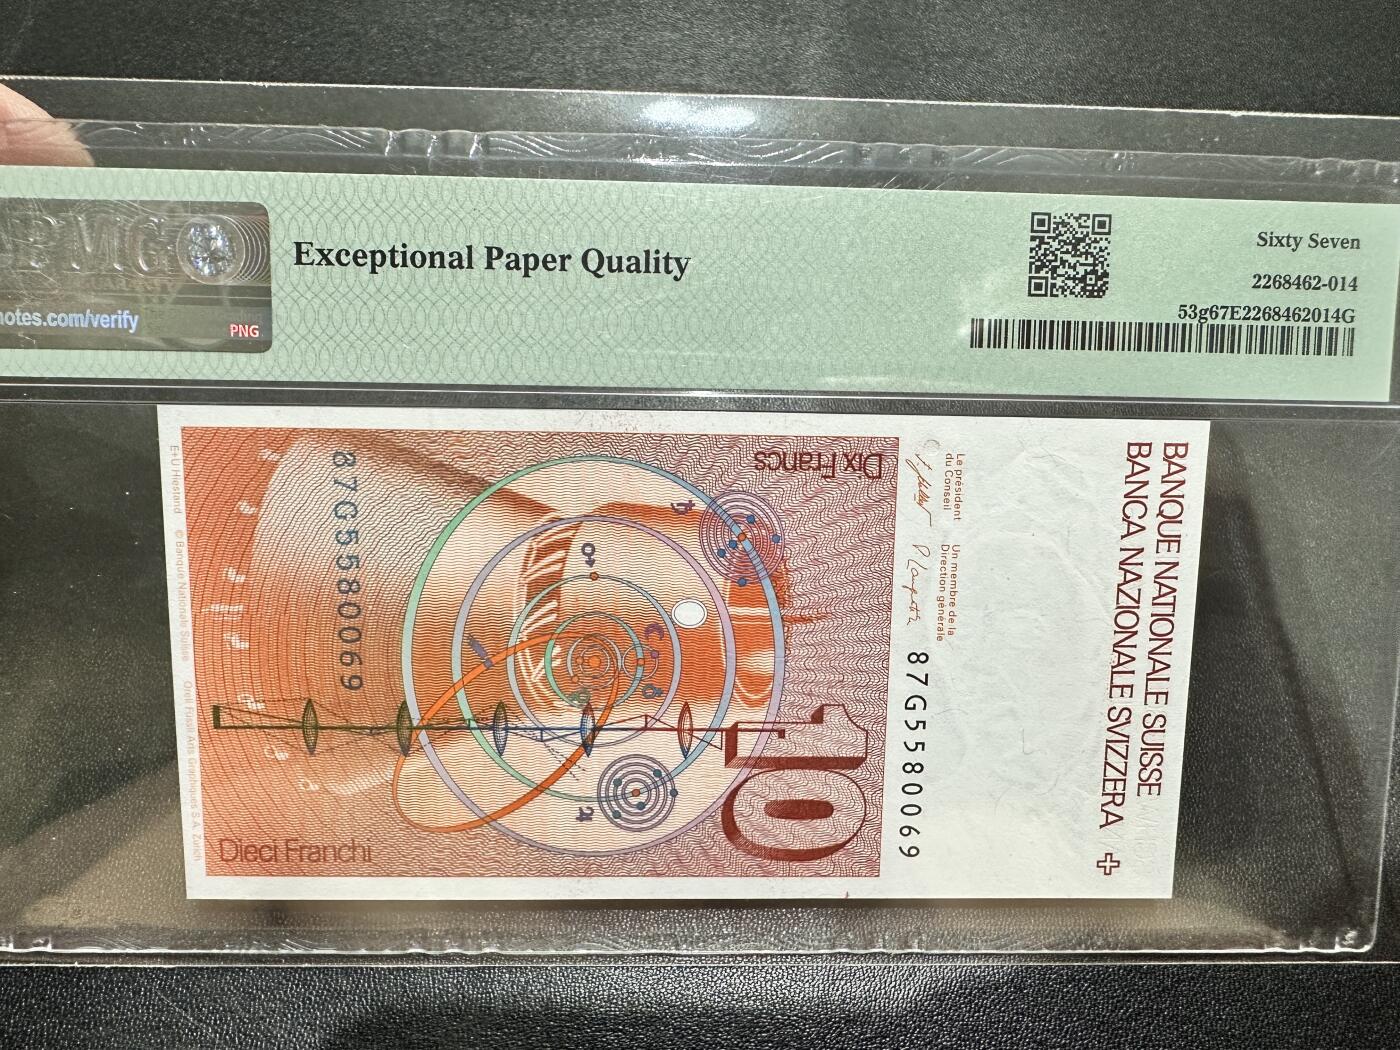 PMG
notes.com/verify
PNG
Exceptional Paper Quality
Sixty Seven
2268462-014
53g67E2268462014G
BANQUE NATIONALE SUISSE
BANCA NAZIONALE SVIZZERA
Le président
du Conseil
Un membre de la
Direction générale
87G5580069
Dix Francs
10
87G5580069
Dieci Franchi
E+U Hiestand © Banque Nationale Suisse Orell Füssli Arts Graphiques S.A. Zurich